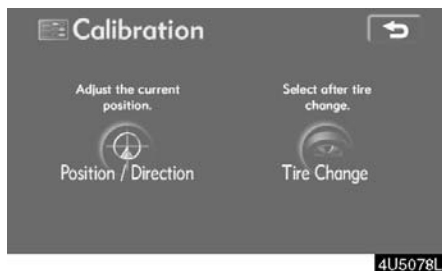 Calibration
Adjust the current
position.
Position / Direction
Select after tire
change.
Tire Change
4U5078L